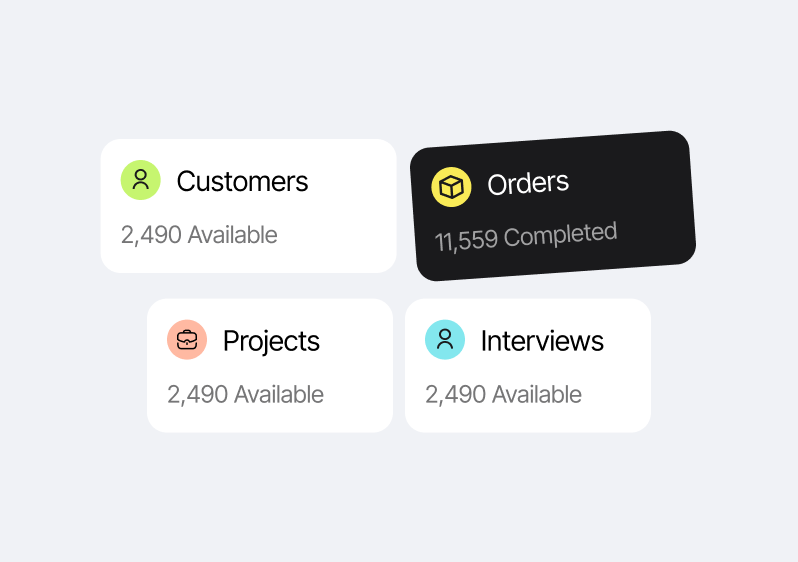 Customers
2,490 Available
Orders
11,559 Completed
Projects
2,490 Available
Interviews
2,490 Available